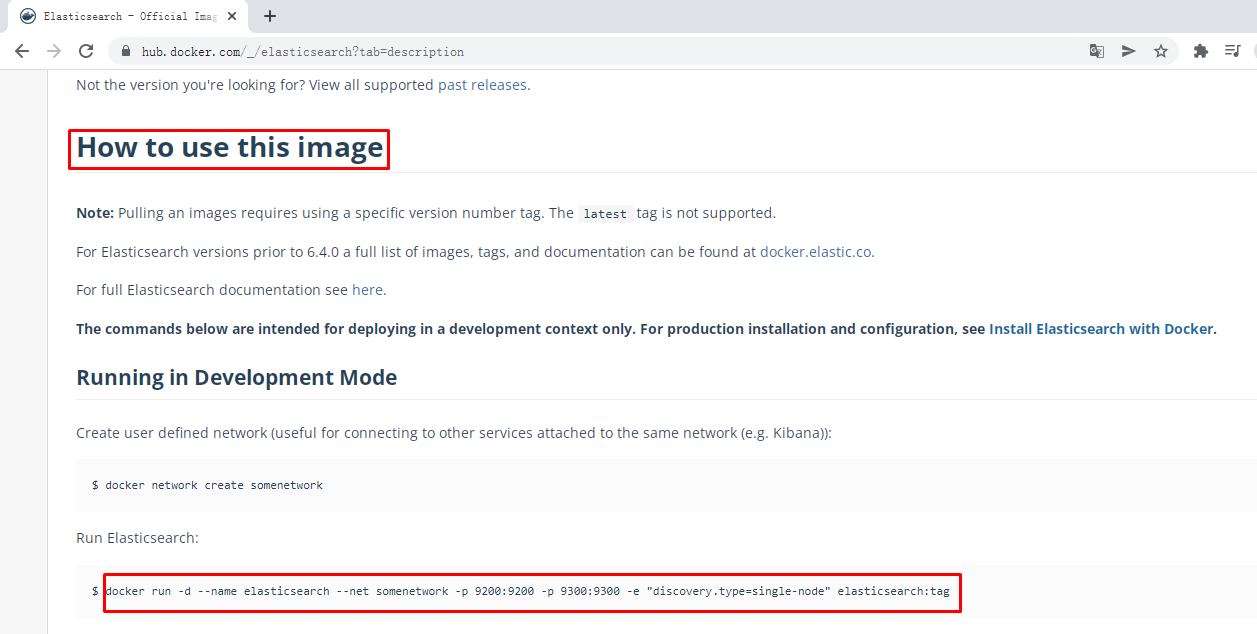 Elasticsearch - Official Imag
hub.docker.com/_/elasticsearch?tab=description
Not the version you're looking for? View all supported past releases.
How to use this image
Note: Pulling an images requires using a specific version number tag. The latest tag is not supported.
For Elasticsearch versions prior to 6.4.0 a full list of images, tags, and documentation can be found at docker.elastic.co.
For full Elasticsearch documentation see here.
The commands below are intended for deploying in a development context only. For production installation and configuration, see Install Elasticsearch with Docker.
Running in Development Mode
Create user defined network (useful for connecting to other services attached to the same network (e.g. Kibana)):
$ docker network create somenetwork
Run Elasticsearch:
$ docker run -d --name elasticsearch --net somenetwork -p 9200:9200 -p 9300:9300 -e "discovery.type=single-node" elasticsearch:tag